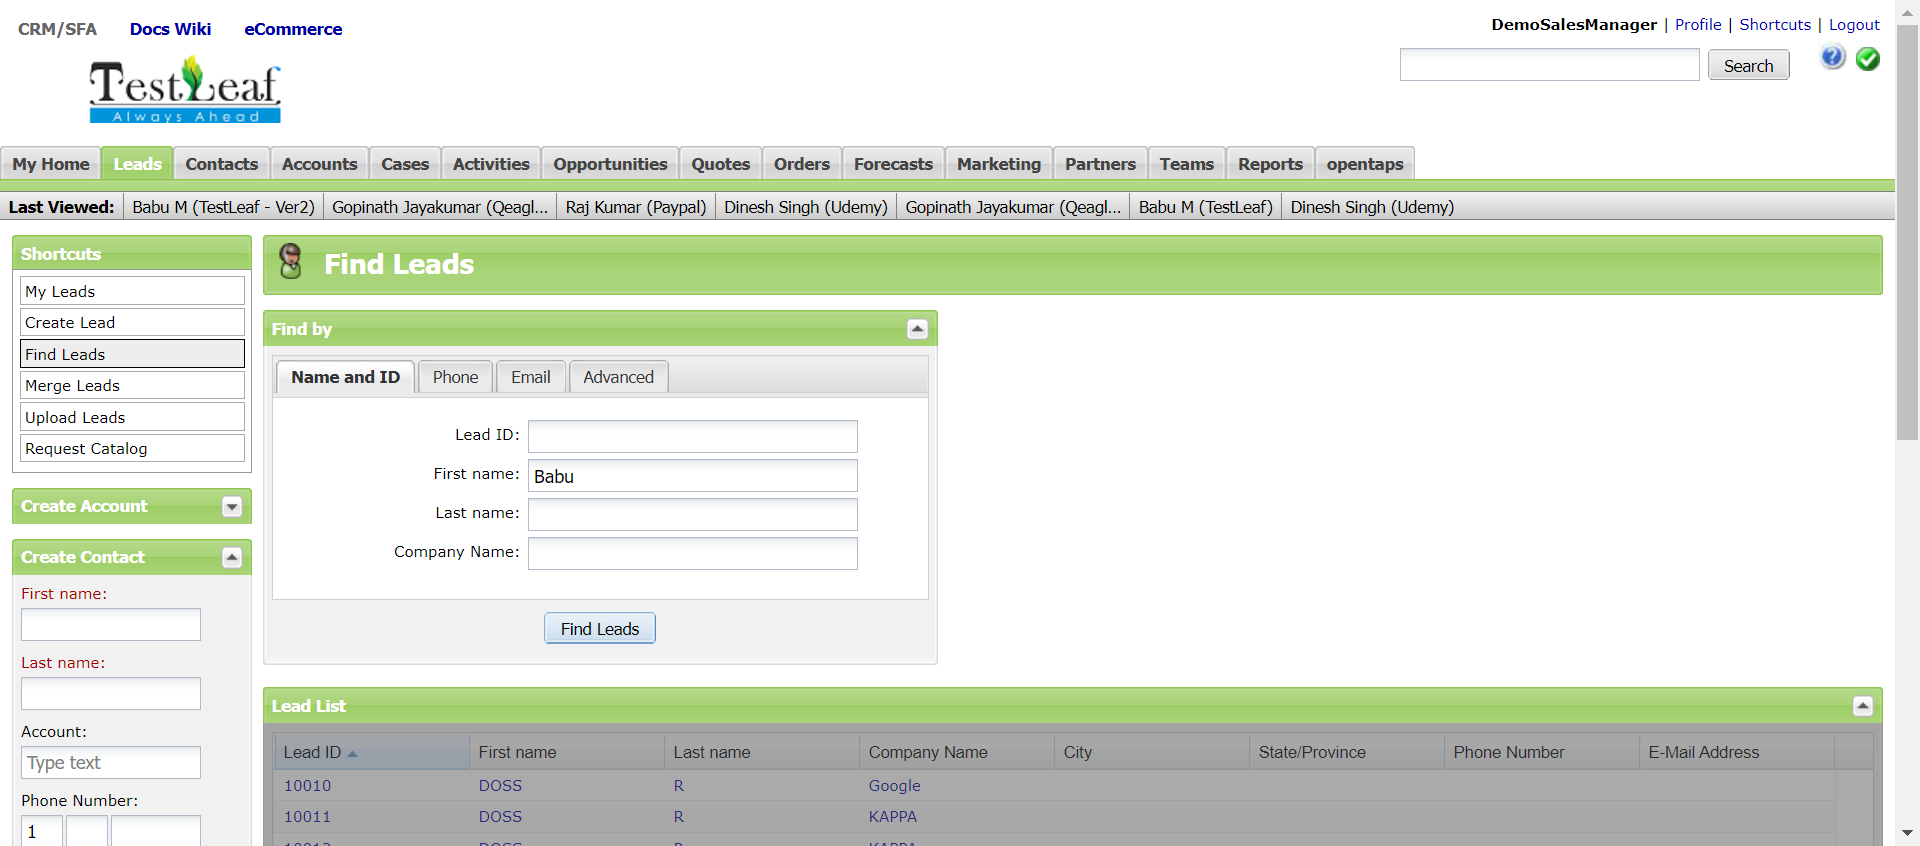 CRM/SFA Docs Wiki eCommerce
DemoSalesManager | Profile | Shortcuts | Logout
Search
TestLeaf
Always Ahead
My Home Leads Contacts Accounts Cases Activities Opportunities Quotes Orders Forecasts Marketing Partners Teams Reports opentaps
Last Viewed: Babu M (TestLeaf - Ver2) Gopinath Jayakumar (Qeagl... Raj Kumar (Paypal) Dinesh Singh (Udemy) Gopinath Jayakumar (Qeagl... Babu M (TestLeaf) Dinesh Singh (Udemy)
Shortcuts
My Leads
Create Lead
Find Leads
Merge Leads
Upload Leads
Request Catalog
Create Account
Create Contact
First name:
Last name:
Account:
Type text
Phone Number:
1
Find Leads
Find by
Name and ID Phone Email Advanced
Lead ID:
First name: Babu
Last name:
Company Name:
Find Leads
Lead List
Lead ID First name Last name Company Name City State/Province Phone Number E-Mail Address
10010 DOSS R Google
10011 DOSS R KAPPA